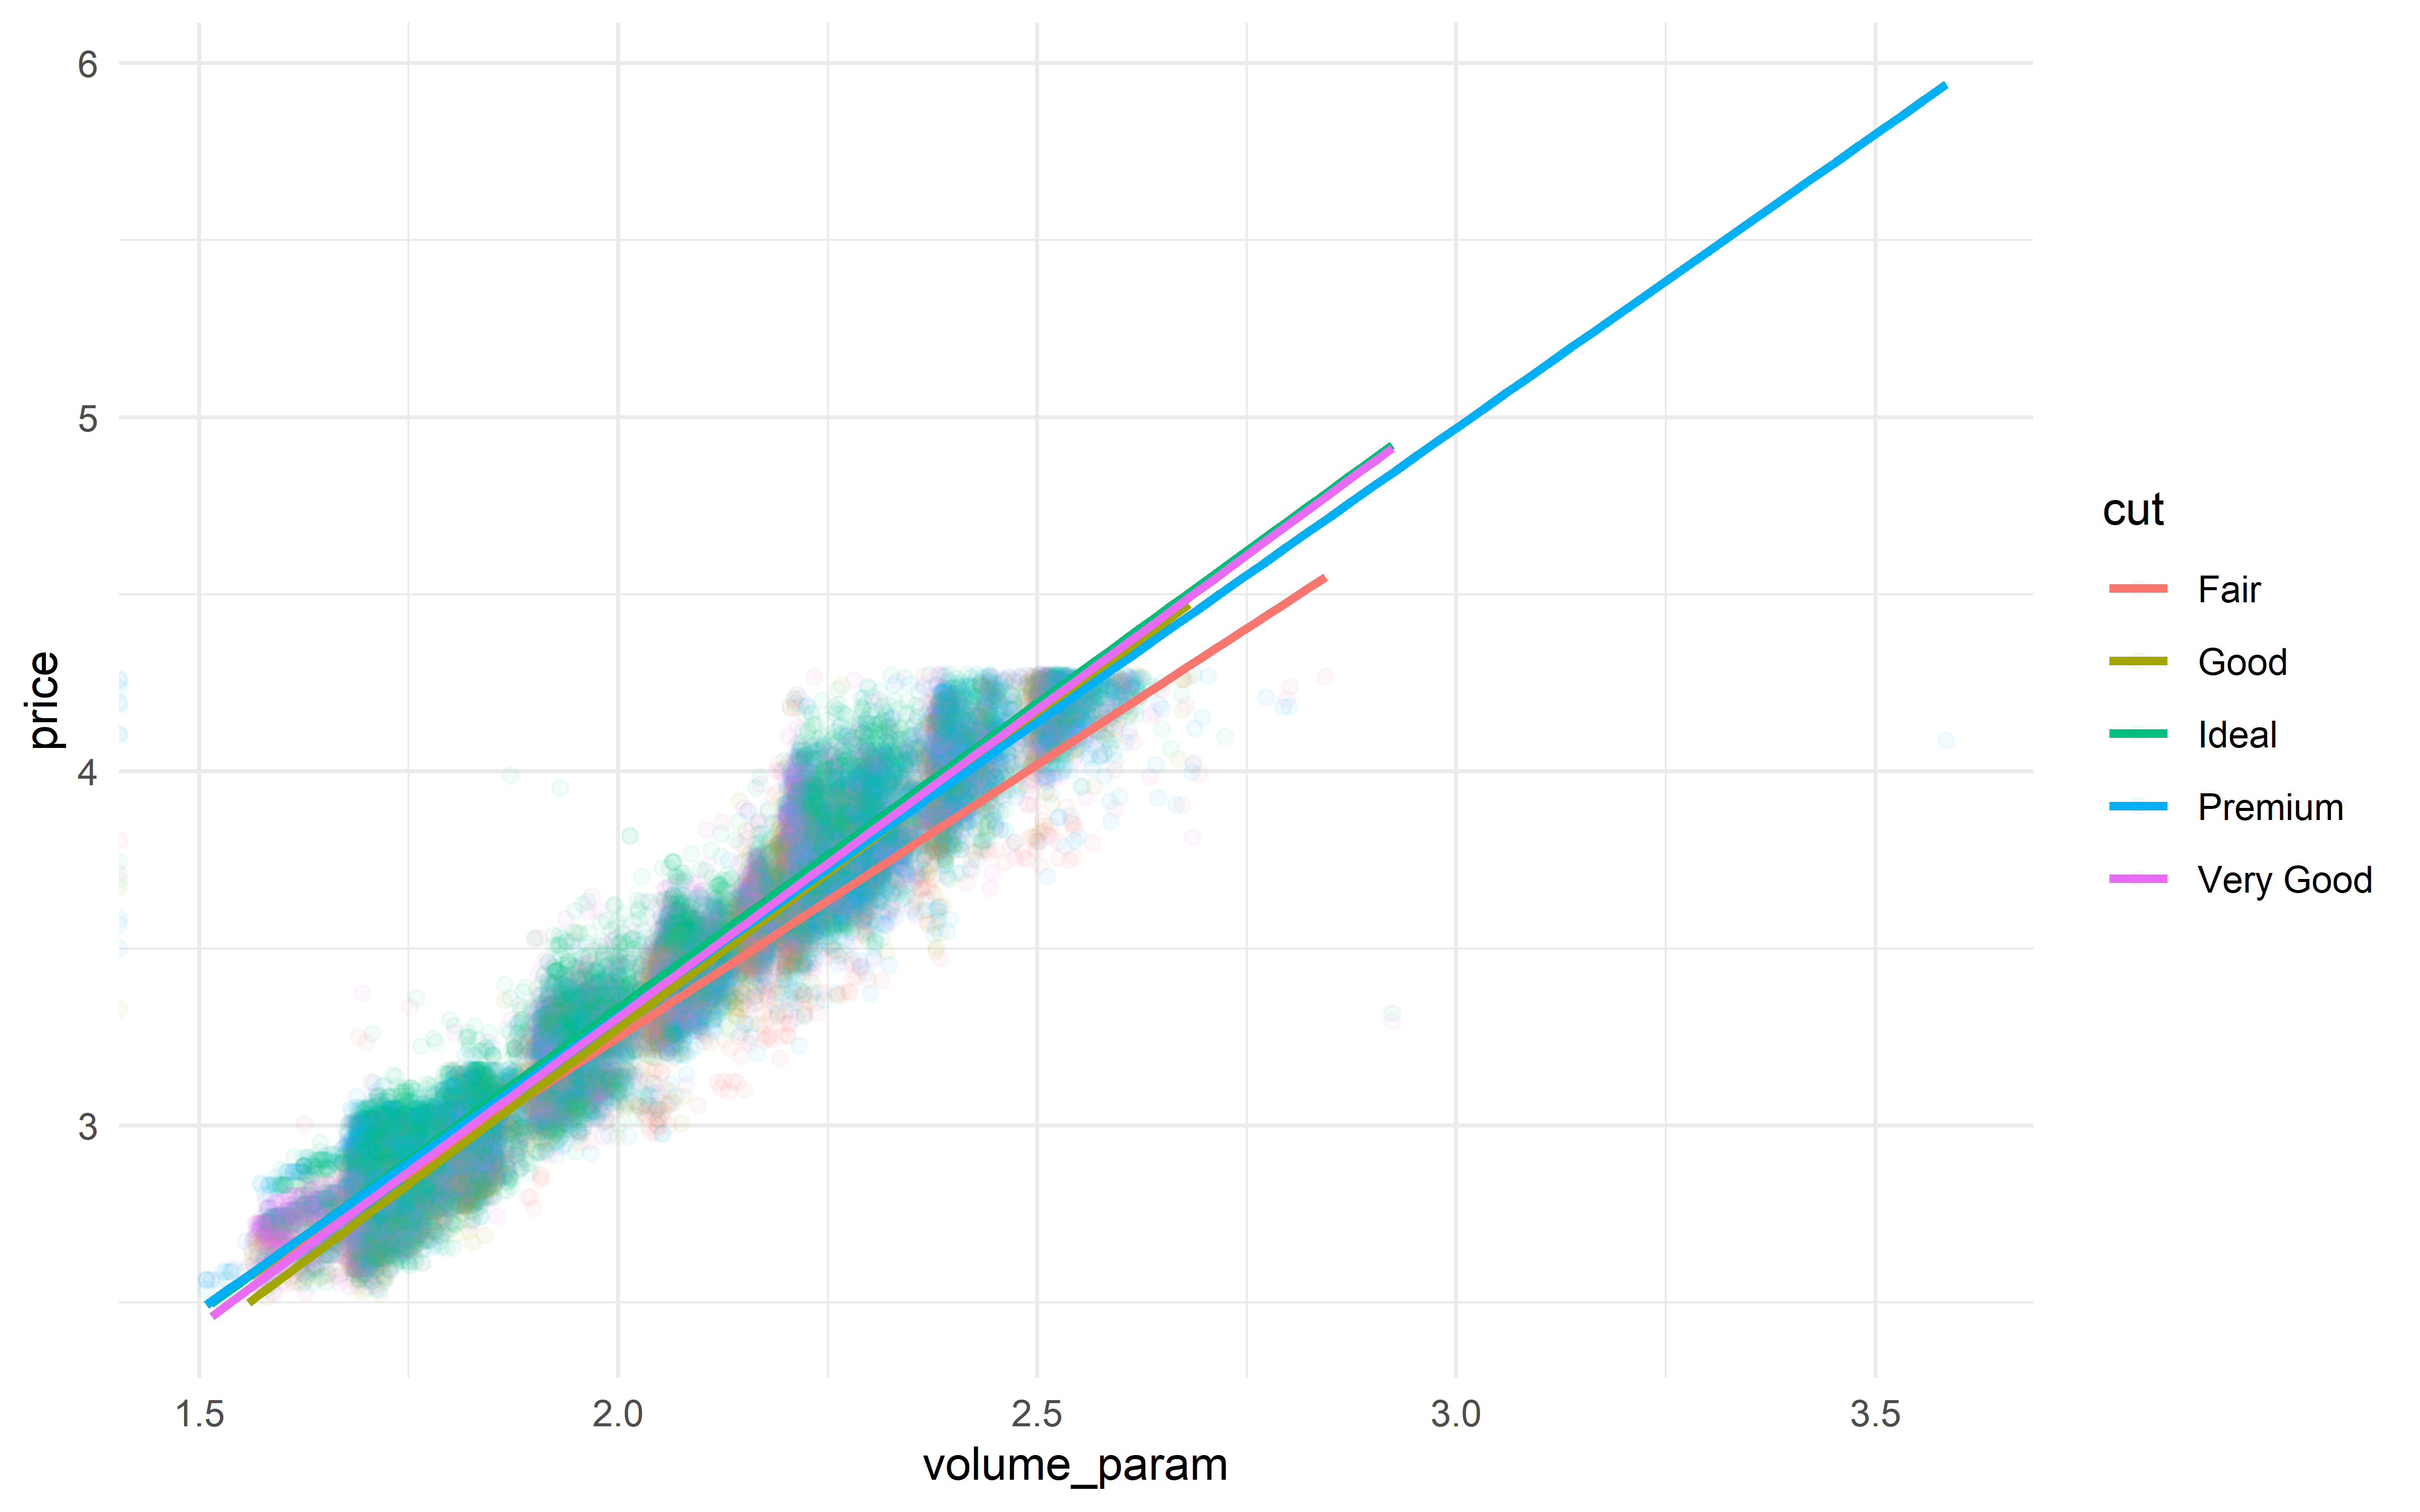 6
5
4
3
price
1.5 2.0 2.5 3.0 3.5
volume_param
cut
Fair
Good
Ideal
Premium
Very Good